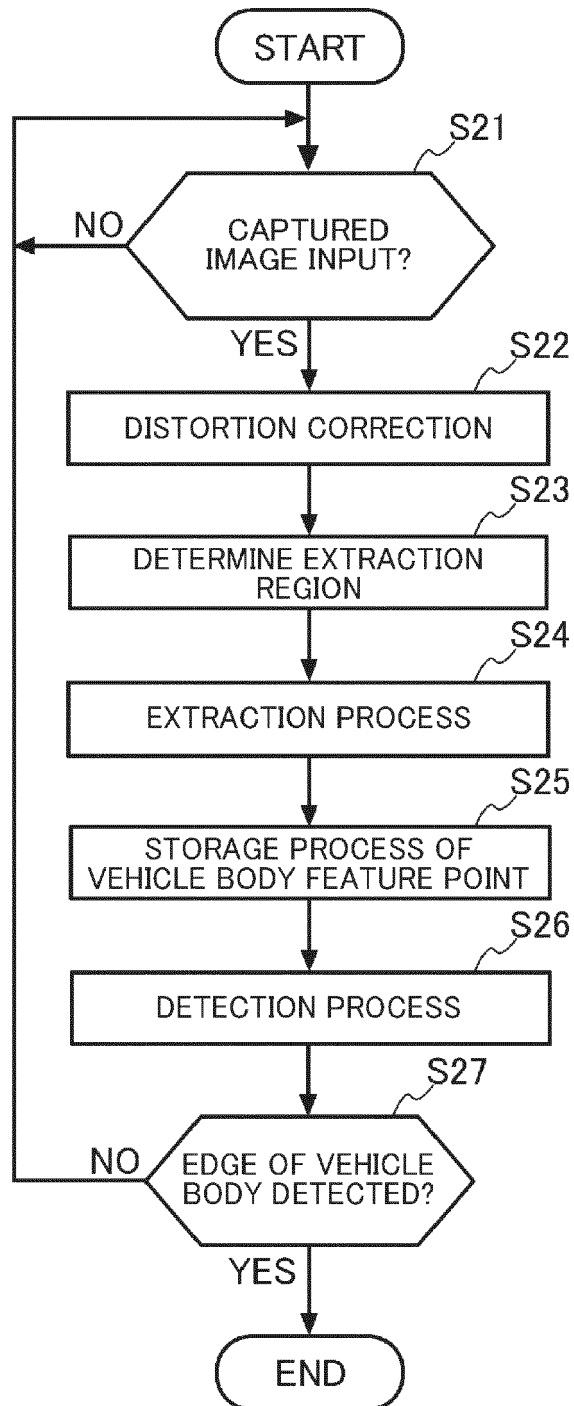 START
S21
NO
CAPTURED
IMAGE INPUT?
YES
S22
DISTORTION CORRECTION
S23
DETERMINE EXTRACTION
REGION
S24
EXTRACTION PROCESS
S25
STORAGE PROCESS OF
VEHICLE BODY FEATURE POINT
S26
DETECTION PROCESS
S27
NO
EDGE OF VEHICLE
BODY DETECTED?
YES
END